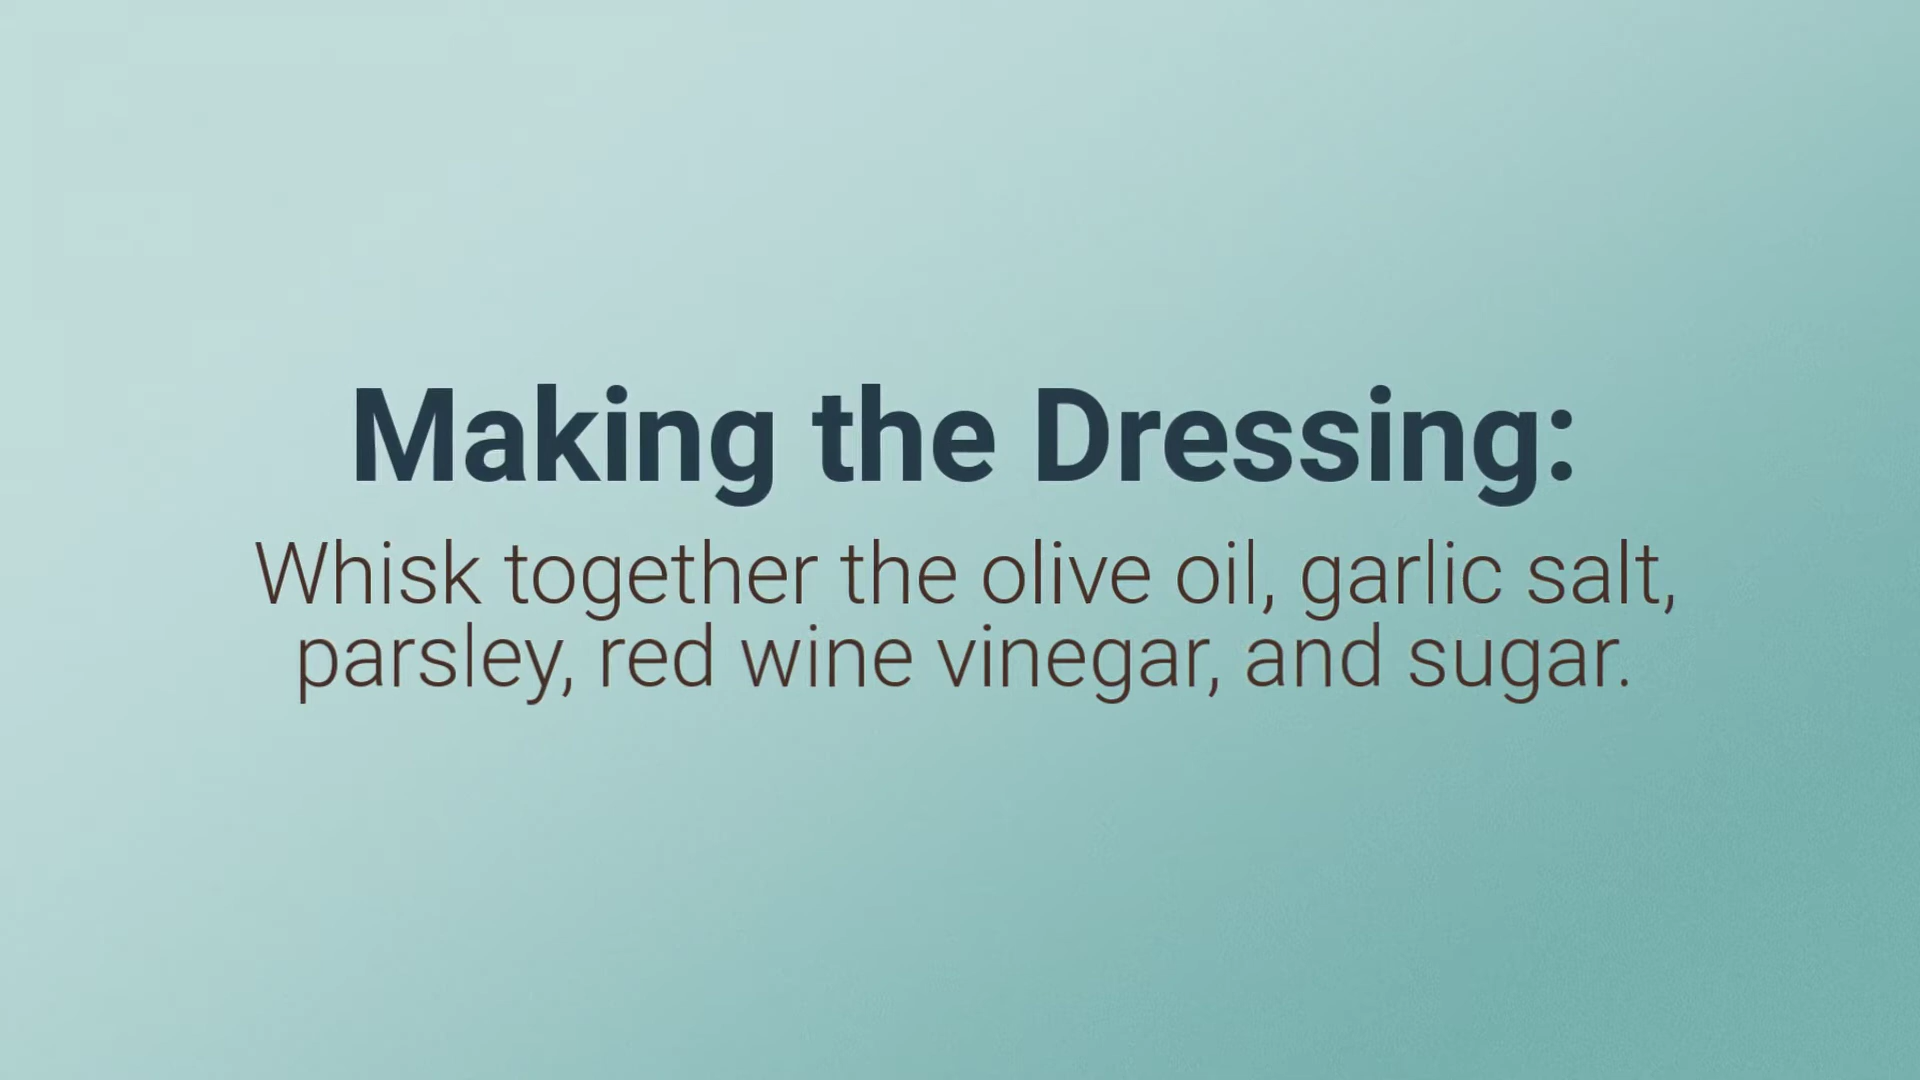 Making the Dressing:
Whisk together the olive oil, garlic salt,
parsley, red wine vinegar, and sugar.